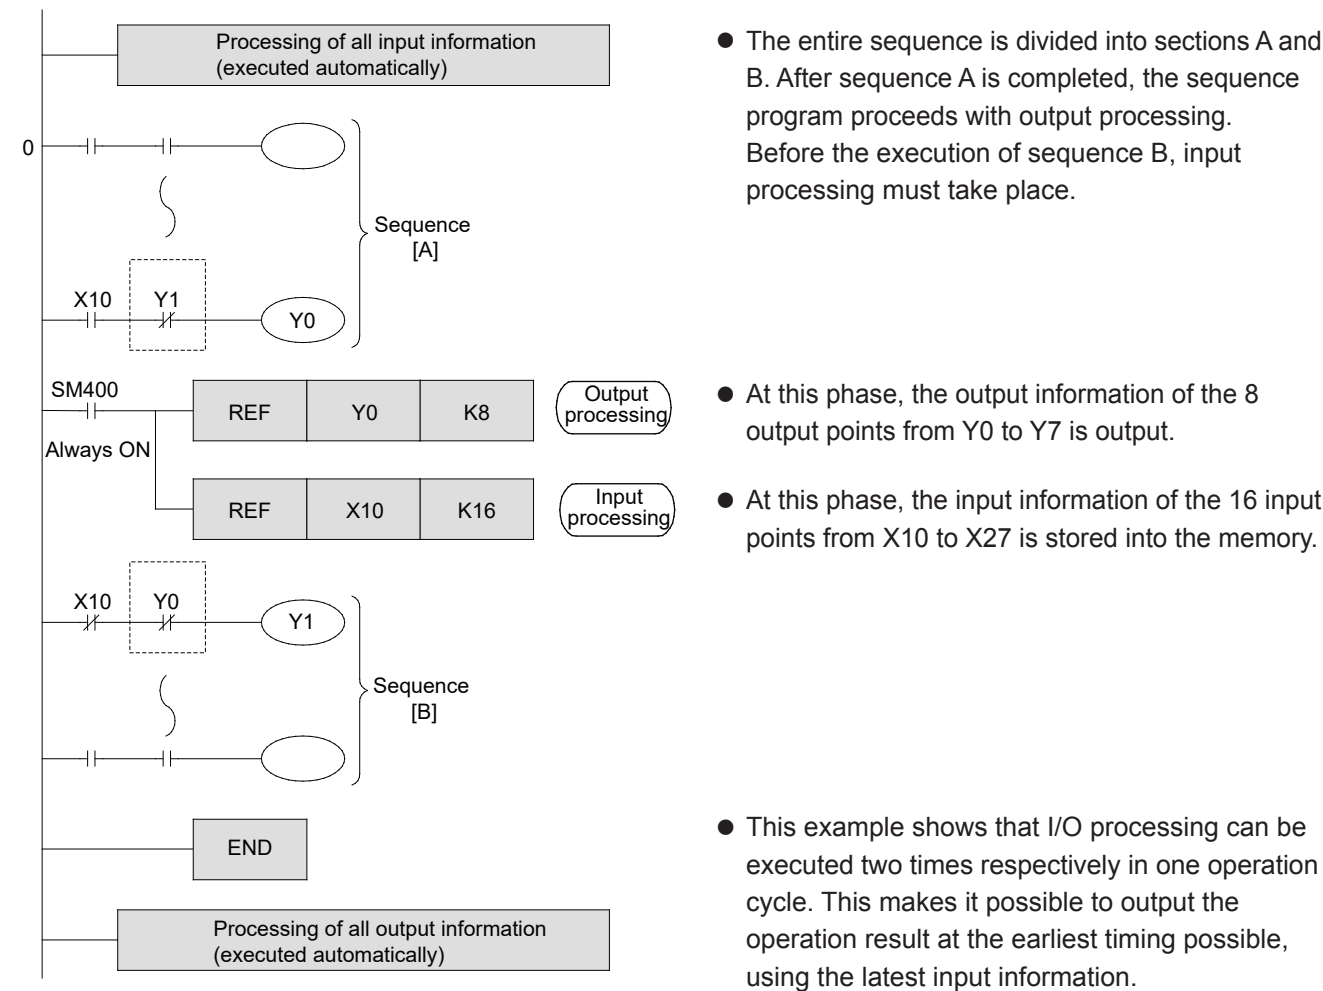 Processing of all input information
(executed automatically)
● The entire sequence is divided into sections A and
B. After sequence A is completed, the sequence
program proceeds with output processing.
Before the execution of sequence B, input
processing must take place.
0
Sequence
[A]
X10 Y1
Y0
SM400
Always ON
REF Y0 K8
Output
processing
● At this phase, the output information of the 8
output points from Y0 to Y7 is output.
REF X10 K16
Input
processing
● At this phase, the input information of the 16 input
points from X10 to X27 is stored into the memory.
X10 Y0
Y1
Sequence
[B]
END
● This example shows that I/O processing can be
executed two times respectively in one operation
cycle. This makes it possible to output the
operation result at the earliest timing possible,
using the latest input information.
Processing of all output information
(executed automatically)